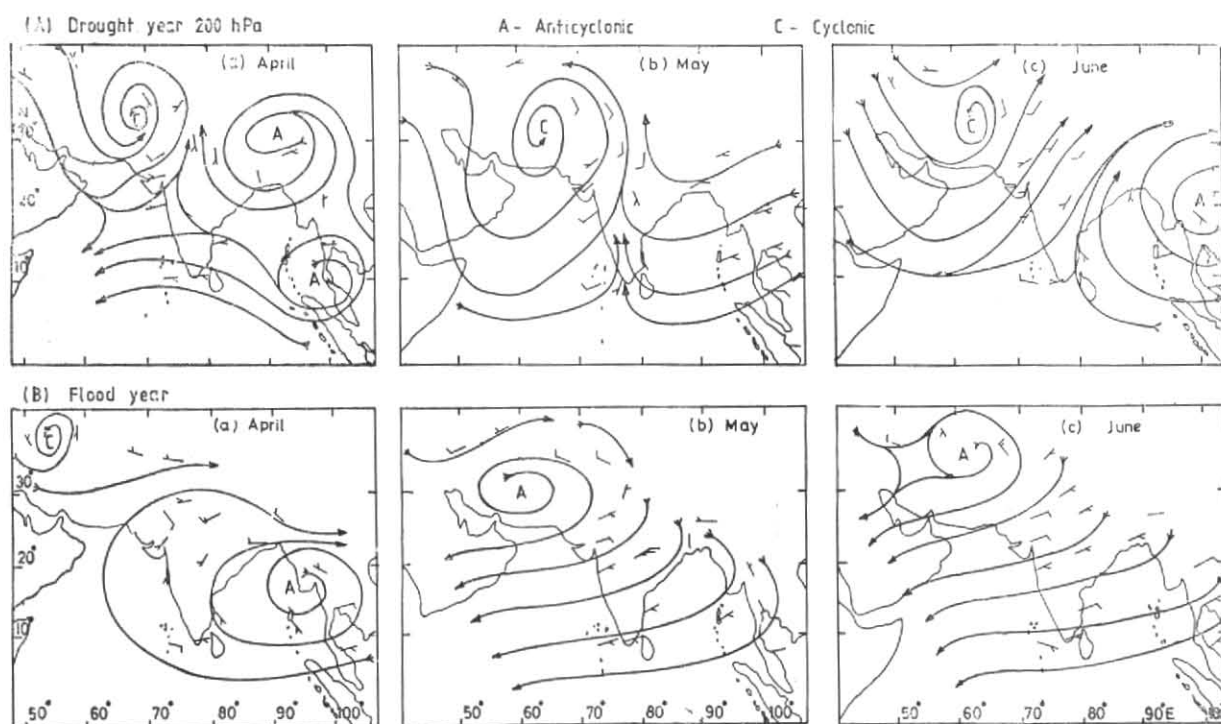 (A) Drought year 200 hPa A - Anticyclonic C - Cyclonic
(a) April (b) May (c) June
C A A
C
C A
20°
10°
(B) Flood year
(a) April (b) May (c) June
C A
A
A
30°
20°
10°
50° 60° 70° 80° 90° 100° 50° 60° 70° 80° 90° 100° 50° 60° 70° 80° 90°E